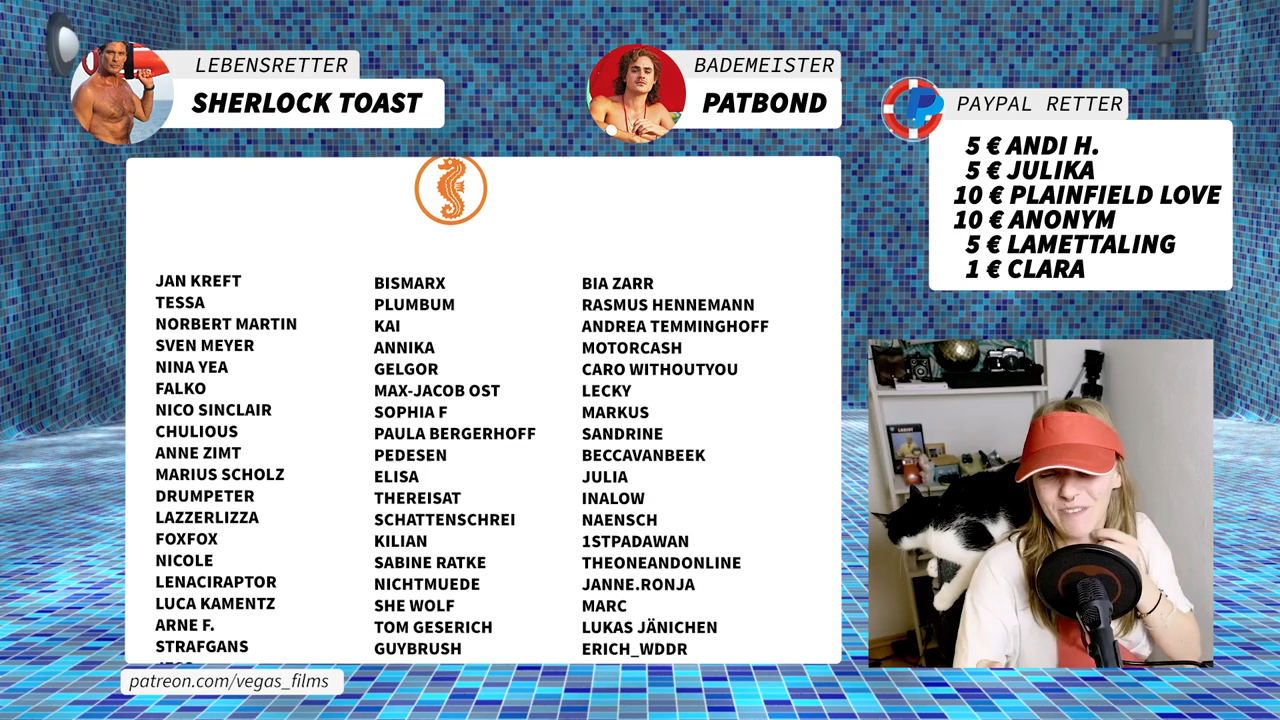 LEBENSRETTER
SHERLOCK TOAST
BADEMEISTER
PATBOND
PAYPAL RETTER
5 € ANDI H.
5 € JULIKA
10 € PLAINFIELD LOVE
10 € ANONYM
5 € LAMETTALING
1 € CLARA
JAN KREFT
TESSA
NORBERT MARTIN
SVEN MEYER
NINA YEA
FALKO
NICO SINCLAIR
CHULIOUS
ANNE ZIMT
MARIUS SCHOLZ
DRUMPETER
LAZZERLIZZA
FOXFOX
NICOLE
LENACIRAPTOR
LUCA KAMENTZ
ARNE F.
STRAFGANS
BISMARX
PLUMBUM
KAI
ANNIKA
GELGOR
MAX-JACOB OST
SOPHIA F
PAULA BERGERHOFF
PEDESEN
ELISA
THEREISAT
SCHATTENSCHREI
KILIAN
SABINE RATKE
NICHTMUEDE
SHE WOLF
TOM GESERICH
GUYBRUSH
BIA ZARR
RASMUS HENNEMANN
ANDREA TEMMINGHOFF
MOTORCASH
CARO WITHOUTYOU
LECKY
MARKUS
SANDRINE
BECCAVANBEEK
JULIA
INALOW
NAENSCH
1STPADAWAN
THEONEANDONLINE
JANNE.RONJA
MARC
LUKAS JÄNICHEN
ERICH_WDDR
patreon.com/vegas_films